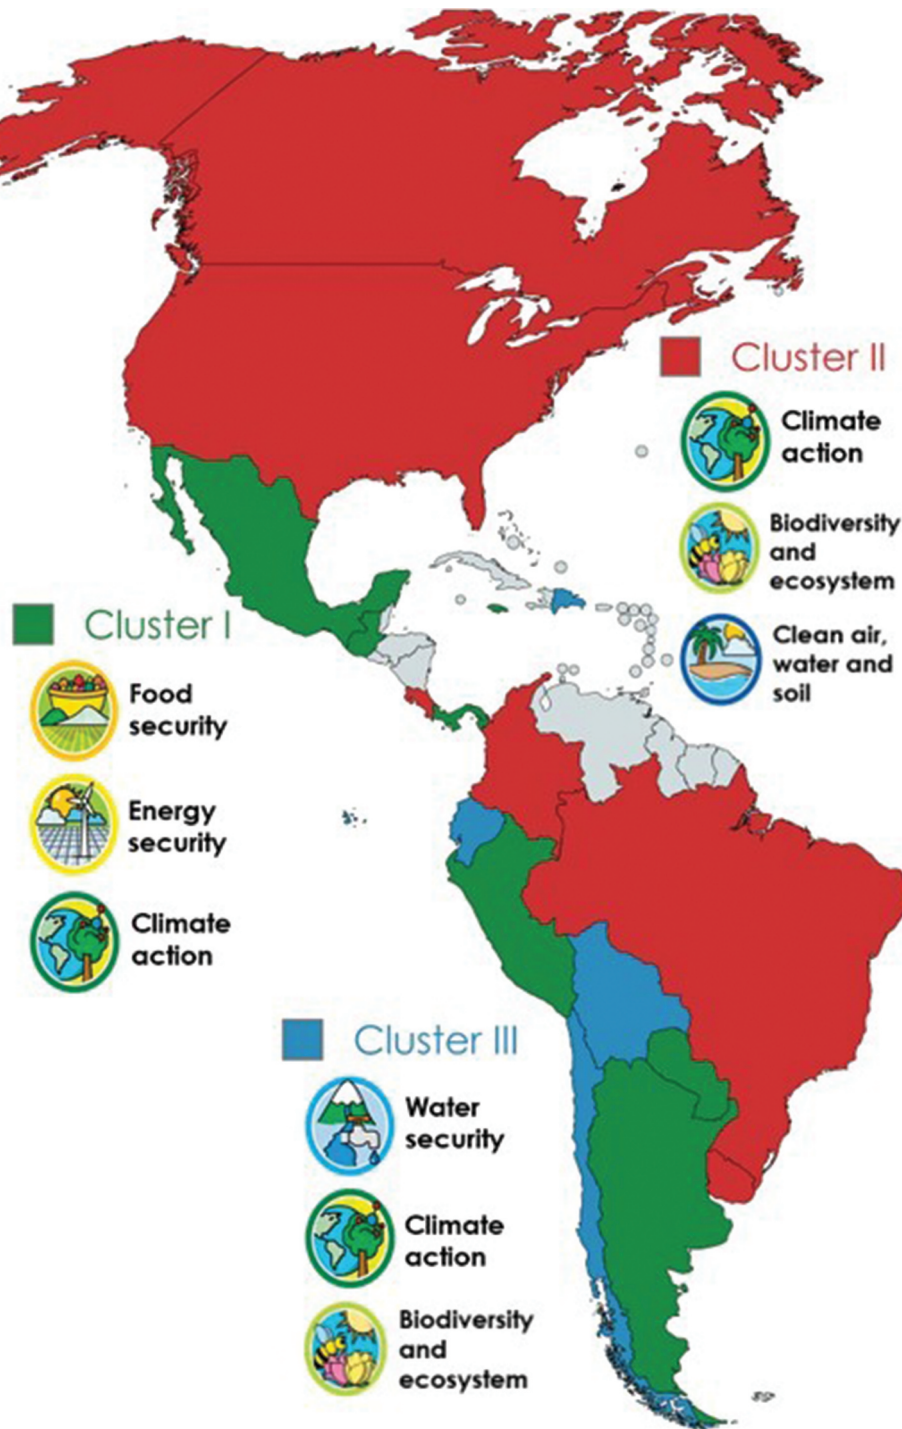 Cluster II
Climate
action
Biodiversity
and
ecosystem
Clean air,
water and
soil
Cluster I
Food
security
Energy
security
Climate
action
Cluster III
Water
security
Climate
action
Biodiversity
and
ecosystem